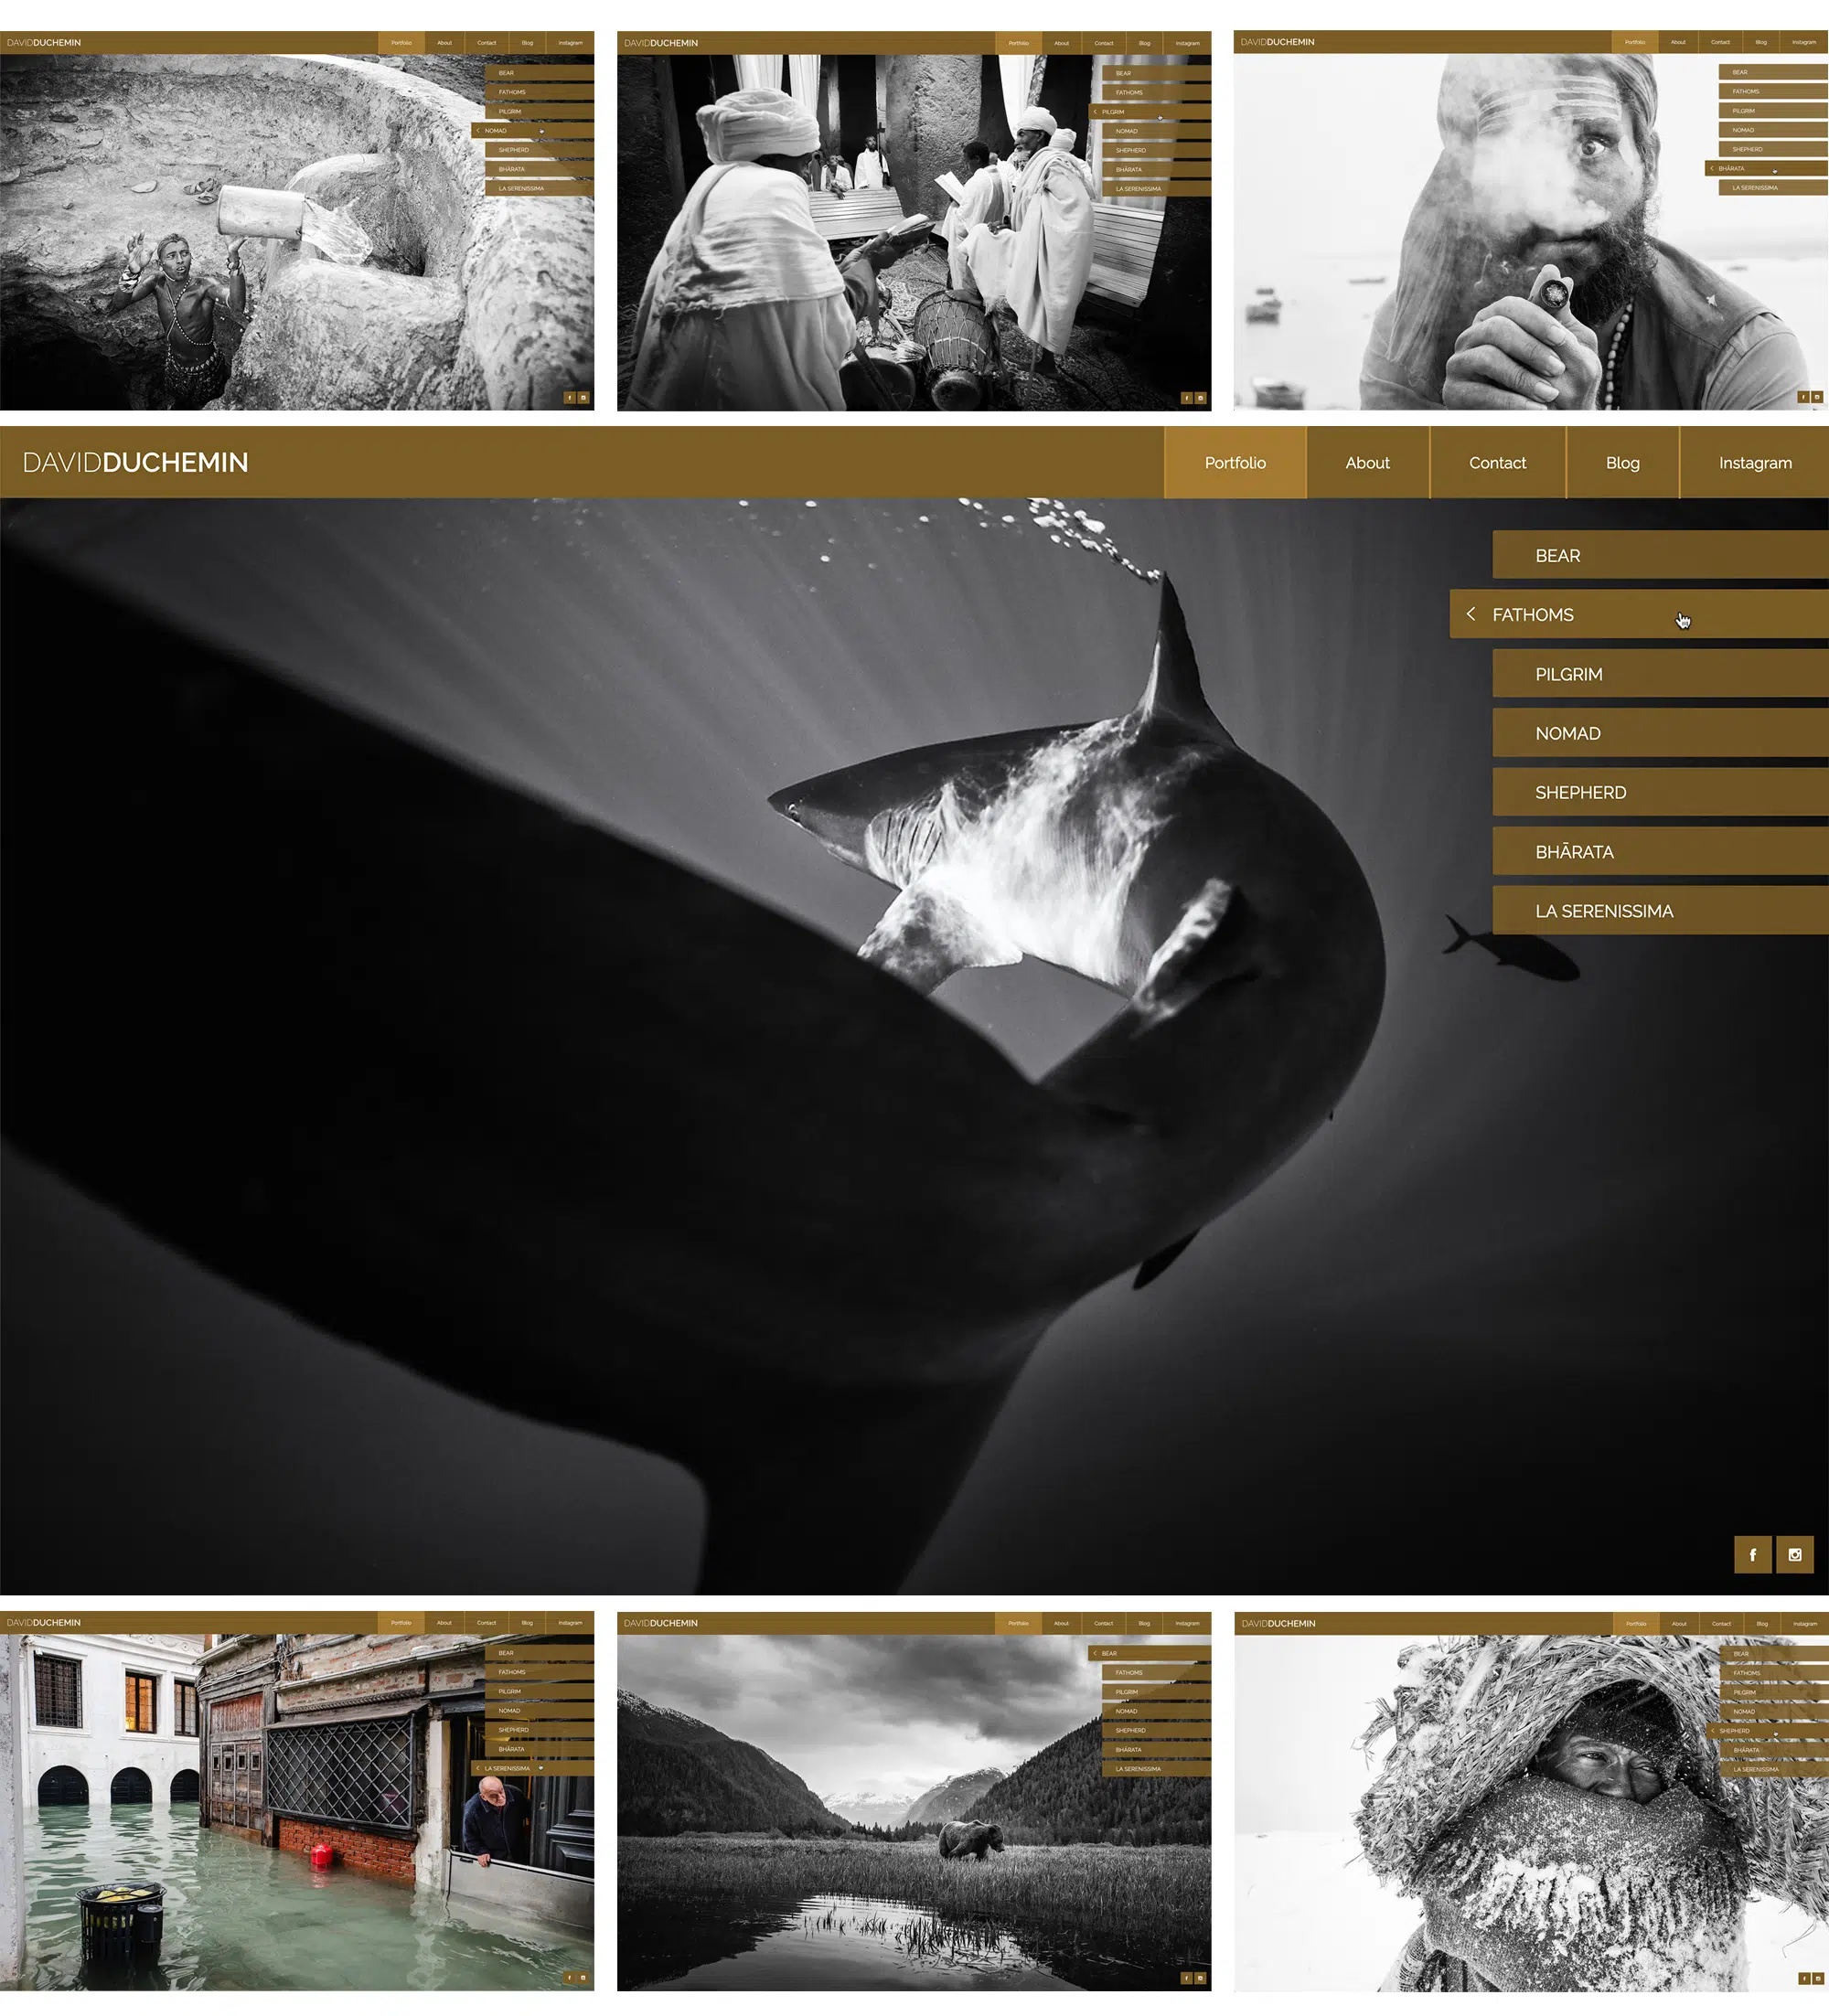 DAVIDDUCHEMIN
Portfolio About Contact Blog Instagram
BEAR
FATHOMS
PILGRIM
< NOMAD
SHEPHERD
BHĀRATA
LA SERENISSIMA
DAVIDDUCHEMIN
Portfolio About Contact Blog Instagram
BEAR
FATHOMS
< PILGRIM
NOMAD
SHEPHERD
BHĀRATA
LA SERENISSIMA
DAVIDDUCHEMIN
Portfolio About Contact Blog Instagram
BEAR
FATHOMS
PILGRIM
NOMAD
SHEPHERD
< BHĀRATA
LA SERENISSIMA
DAVIDDUCHEMIN
Portfolio About Contact Blog Instagram
BEAR
< FATHOMS
PILGRIM
NOMAD
SHEPHERD
BHĀRATA
LA SERENISSIMA
DAVIDDUCHEMIN
Portfolio About Contact Blog Instagram
BEAR
FATHOMS
PILGRIM
NOMAD
SHEPHERD
BHĀRATA
< LA SERENISSIMA
DAVIDDUCHEMIN
Portfolio About Contact Blog Instagram
< BEAR
FATHOMS
PILGRIM
NOMAD
SHEPHERD
BHĀRATA
LA SERENISSIMA
DAVIDDUCHEMIN
Portfolio About Contact Blog Instagram
BEAR
FATHOMS
PILGRIM
NOMAD
< SHEPHERD
BHĀRATA
LA SERENISSIMA